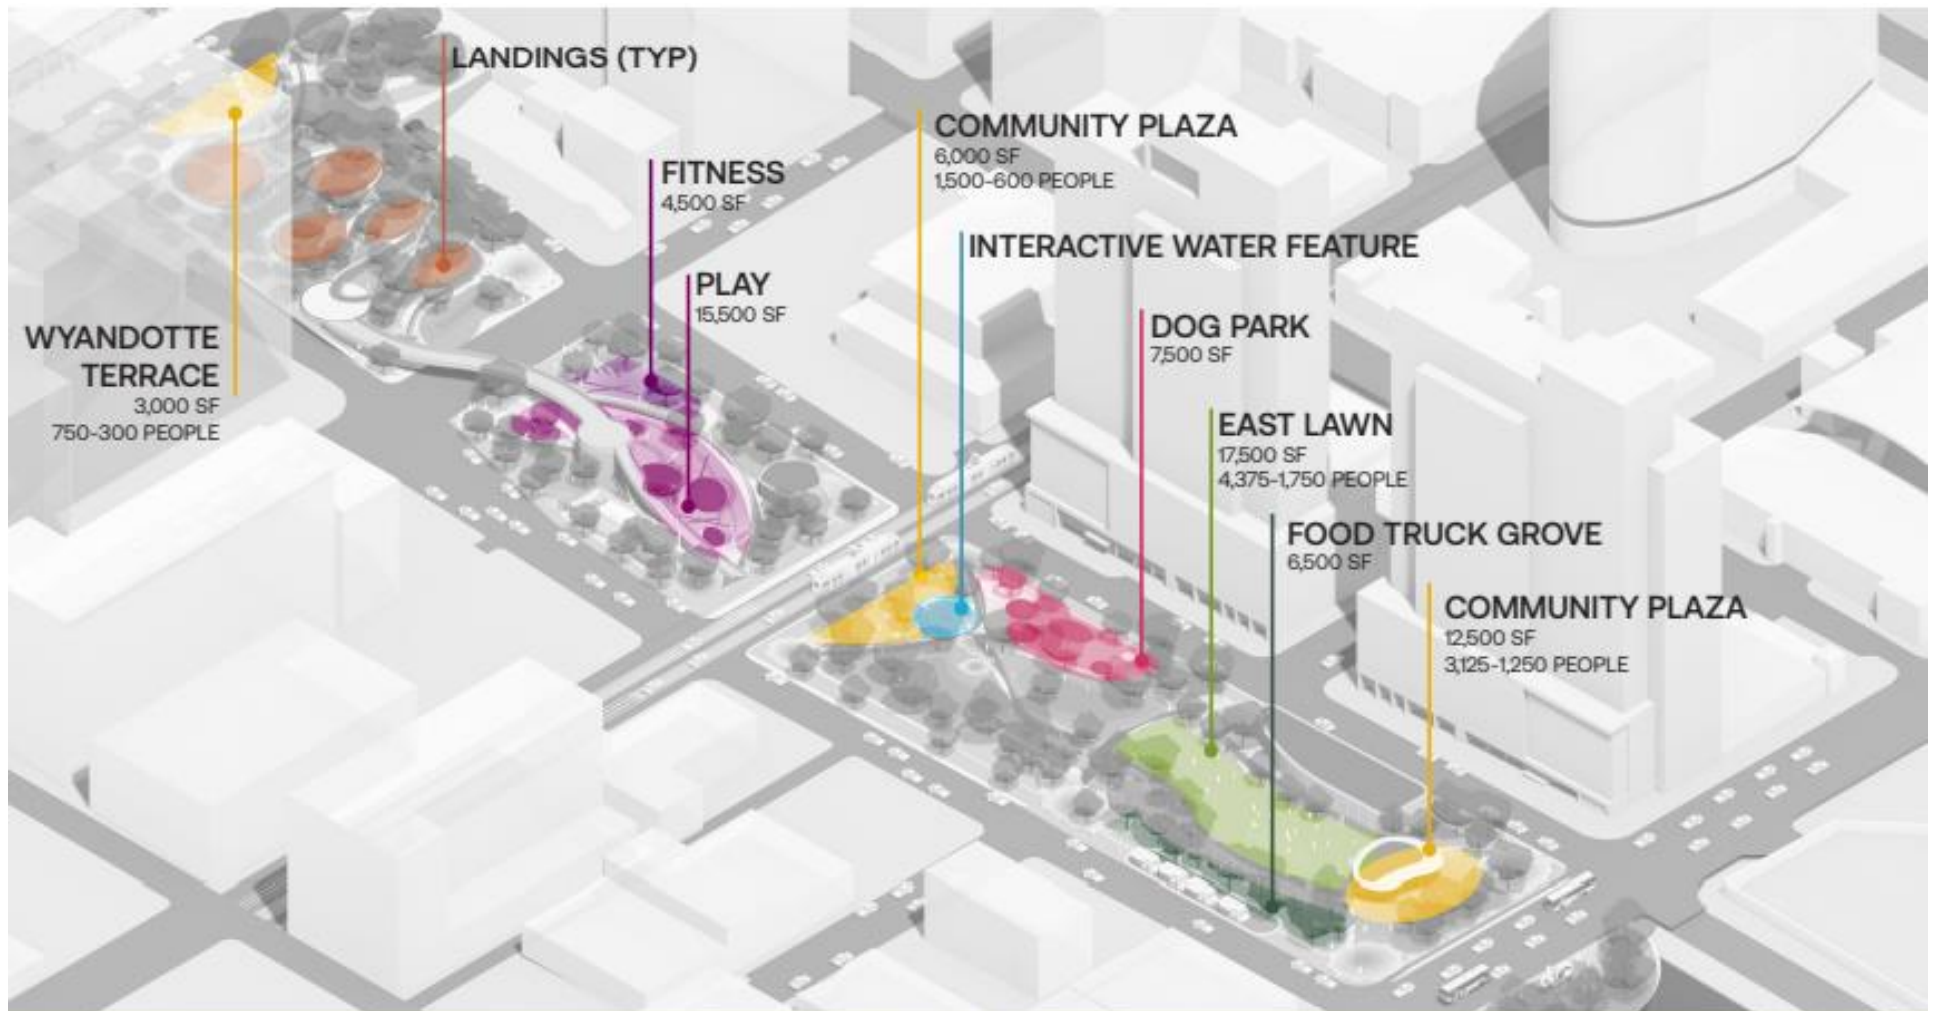 LANDINGS (TYP)
COMMUNITY PLAZA
6,000 SF
1,500-600 PEOPLE
FITNESS
4,500 SF
INTERACTIVE WATER FEATURE
PLAY
15,500 SF
DOG PARK
7,500 SF
WYANDOTTE
TERRACE
3,000 SF
750-300 PEOPLE
EAST LAWN
17,500 SF
4,375-1,750 PEOPLE
FOOD TRUCK GROVE
6,500 SF
COMMUNITY PLAZA
12,500 SF
3,125-1,250 PEOPLE